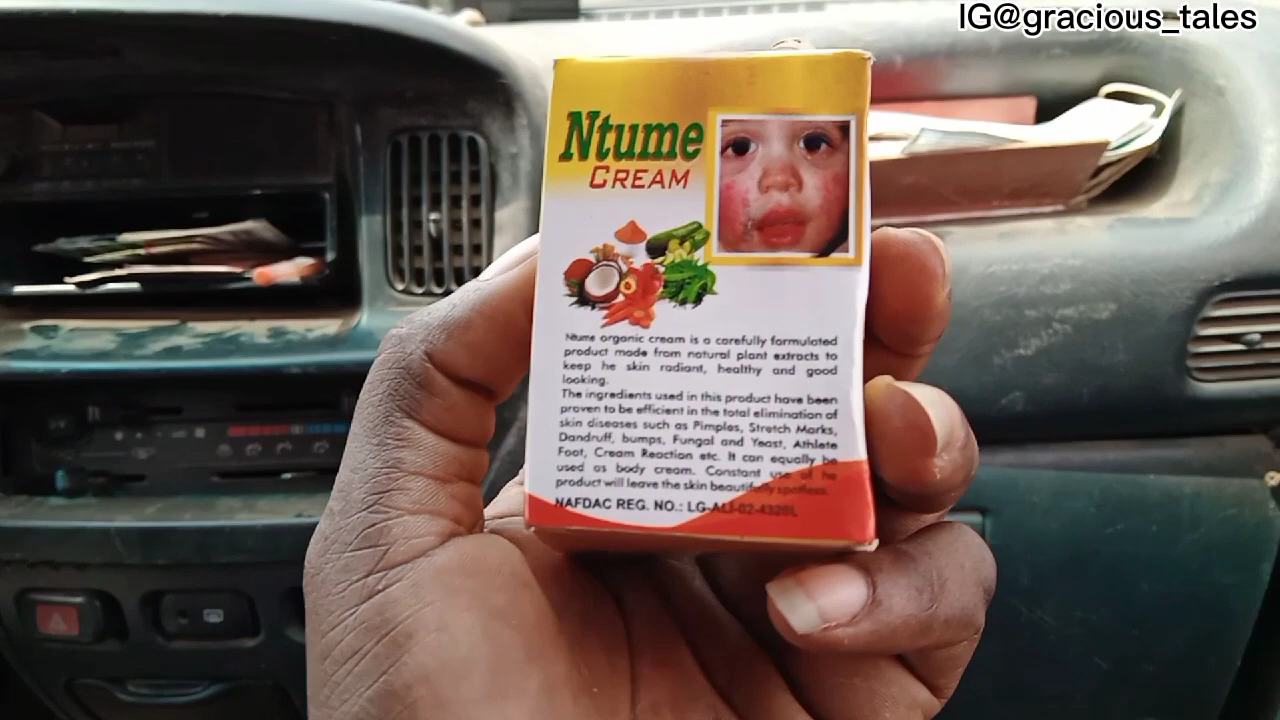 IG@gracious_tales
Ntume
CREAM
Ntume organic cream is a carefully formulated
product made from natural plant extracts to
keep he skin radiant, healthy and good
looking.
The ingredients used in this product have been
proven to be efficient in the total elimination of
skin diseases such as Pimples, Stretch Marks,
Dandruff, bumps, Fungal and Yeast, Athlete
Foot, Cream Reaction etc. It can equally be
used as body cream. Constant use of he
product will leave the skin beautifully spotless.
NAFDAC REG. NO.: LG-ALI-02-4320L